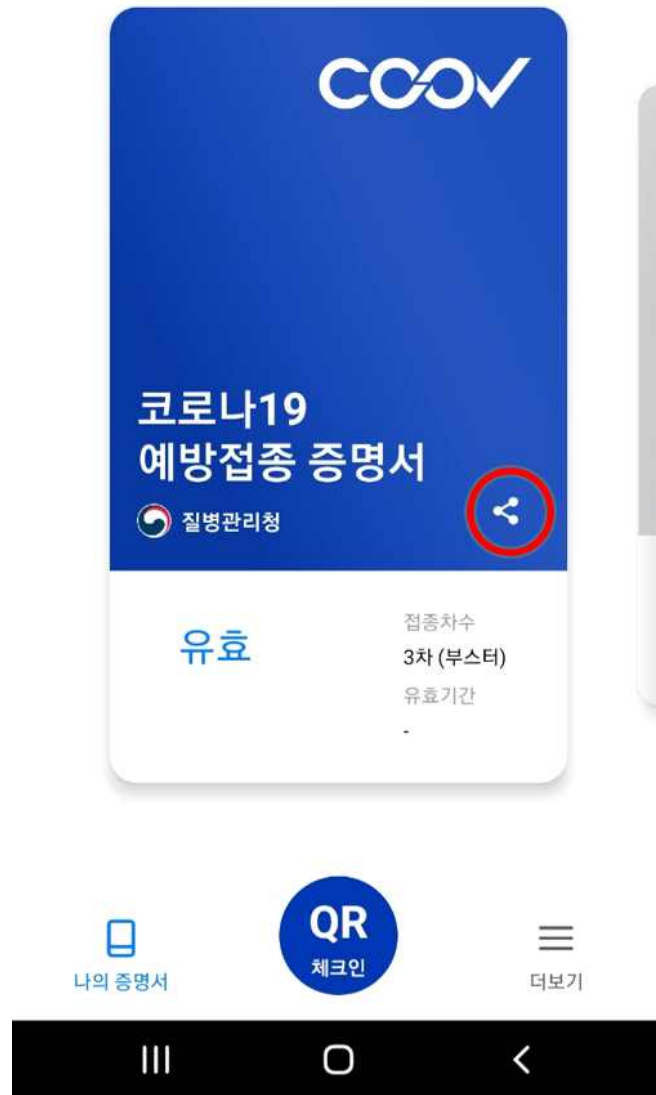 COOV
코로나19
예방접종 증명서
질병관리청
유효
접종차수
3차 (부스터)
유효기간
-
QR
체크인
나의 증명서
더보기